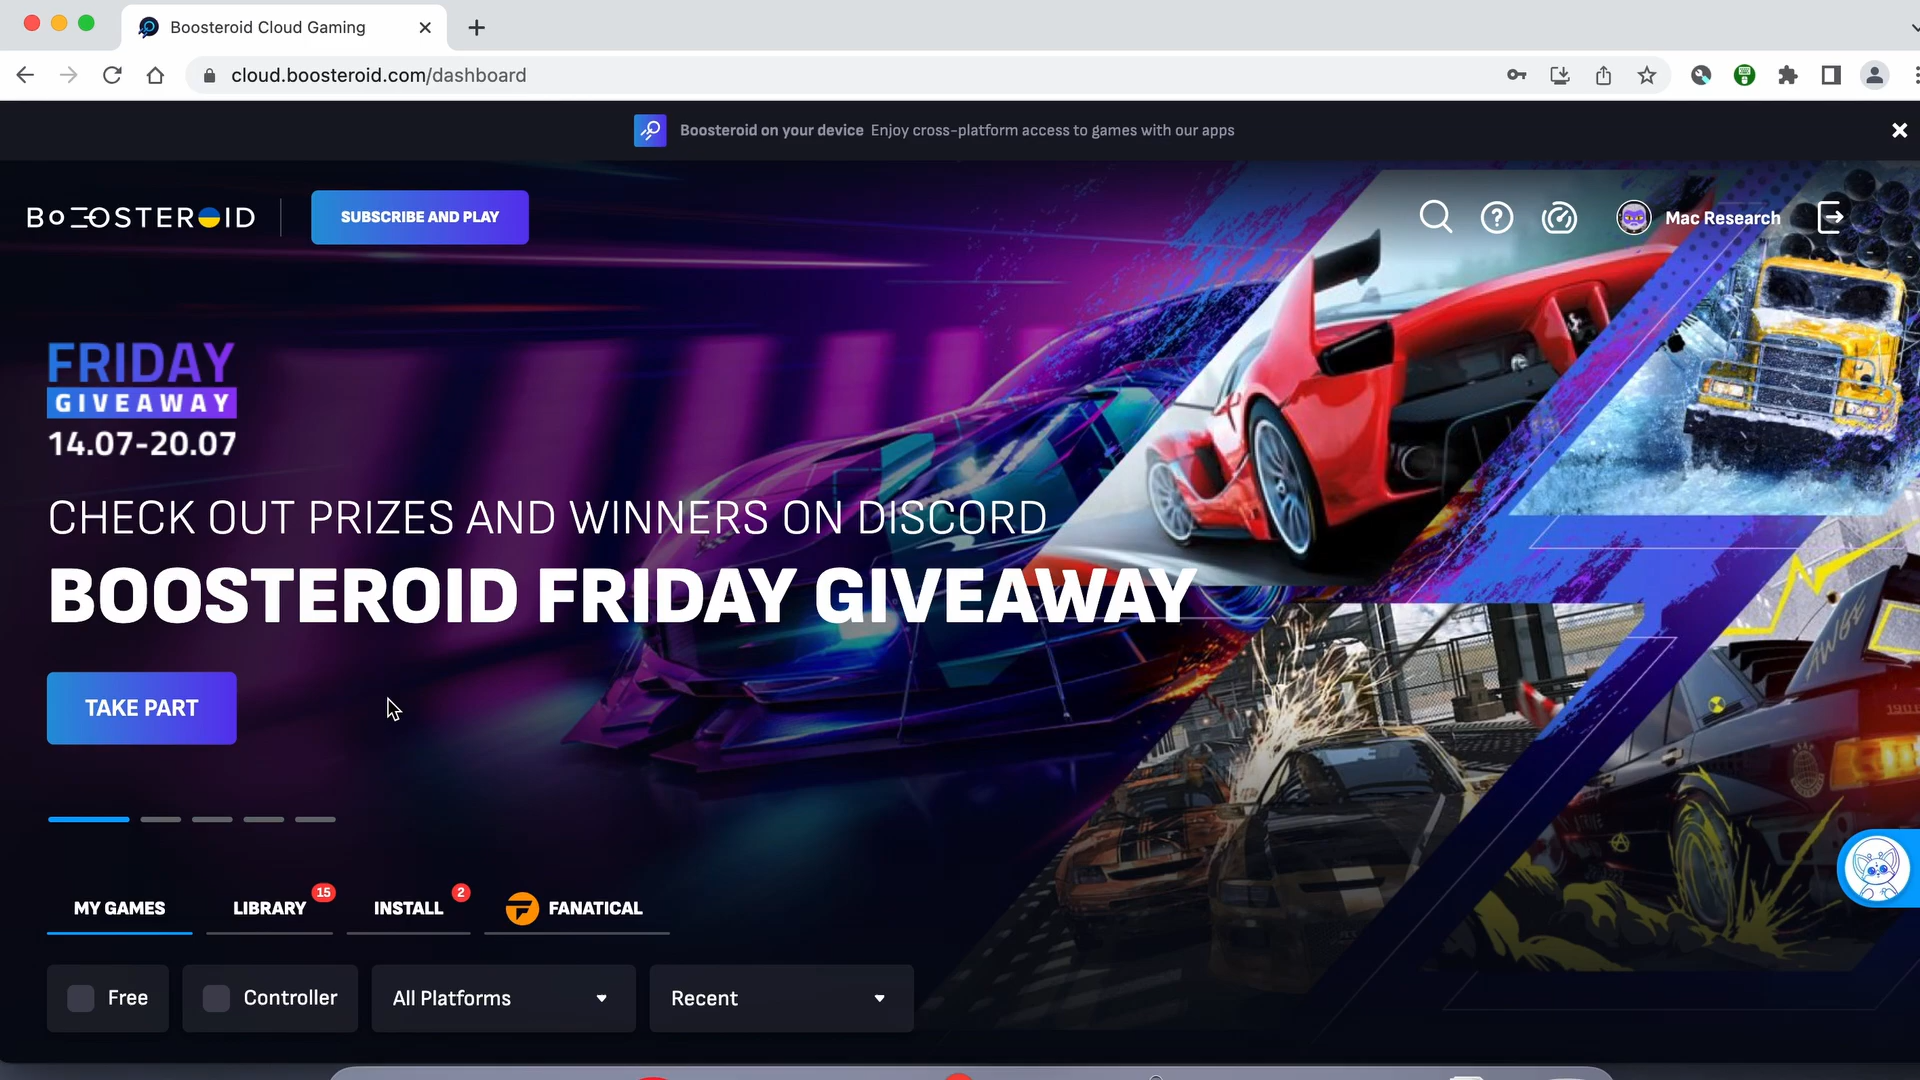 Boosteroid Cloud Gaming
cloud.boosteroid.com/dashboard
Boosteroid on your device Enjoy cross-platform access to games with our apps
BOOSTEROID
SUBSCRIBE AND PLAY
Mac Research
FRIDAY
GIVEAWAY
14.07-20.07
CHECK OUT PRIZES AND WINNERS ON DISCORD
BOOSTEROID FRIDAY GIVEAWAY
TAKE PART
MY GAMES
LIBRARY 15
INSTALL 2
FANATICAL
Free
Controller
All Platforms
Recent